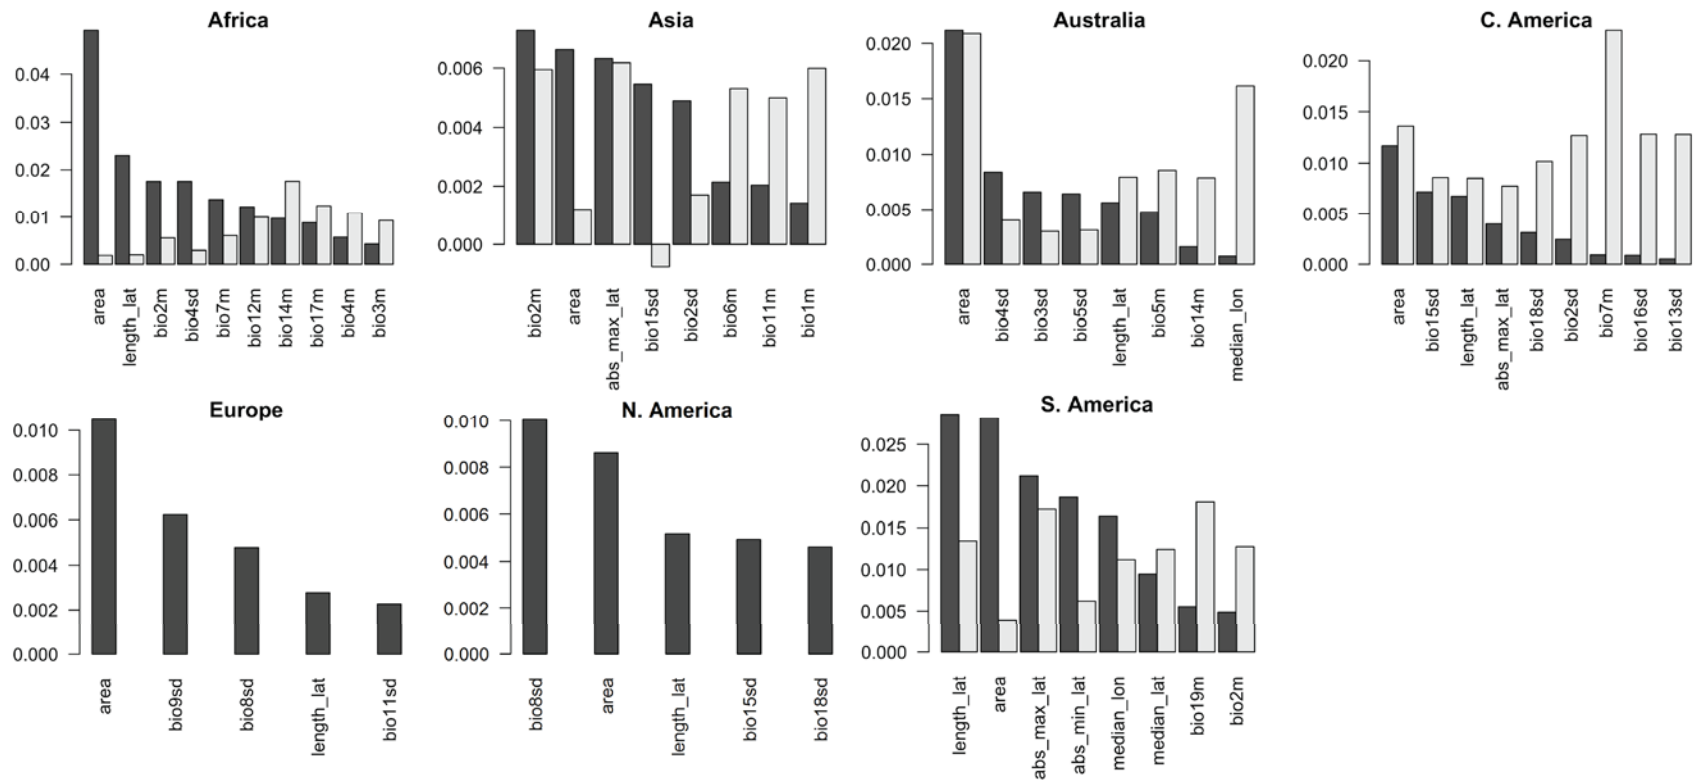 Africa
0.04
0.03
0.02
0.01
0.00
area
length_lat
bio2m
bio4sd
bio7m
bio12m
bio14m
bio17m
bio4m
bio3m
Asia
0.006
0.004
0.002
0.000
bio2m
area
abs_max_lat
bio15sd
bio2sd
bio6m
bio11m
bio1m
Australia
0.020
0.015
0.010
0.005
0.000
area
bio4sd
bio3sd
bio5sd
length_lat
bio5m
bio14m
median_lon
C. America
0.020
0.015
0.010
0.005
0.000
area
bio15sd
length_lat
abs_max_lat
bio18sd
bio2sd
bio7m
bio16sd
bio13sd
Europe
0.010
0.008
0.006
0.004
0.002
0.000
area
bio9sd
bio8sd
length_lat
bio11sd
N. America
0.010
0.008
0.006
0.004
0.002
0.000
bio8sd
area
length_lat
bio15sd
bio18sd
S. America
0.025
0.020
0.015
0.010
0.005
0.000
length_lat
area
abs_max_lat
abs_min_lat
median_lon
median_lat
bio19m
bio2m